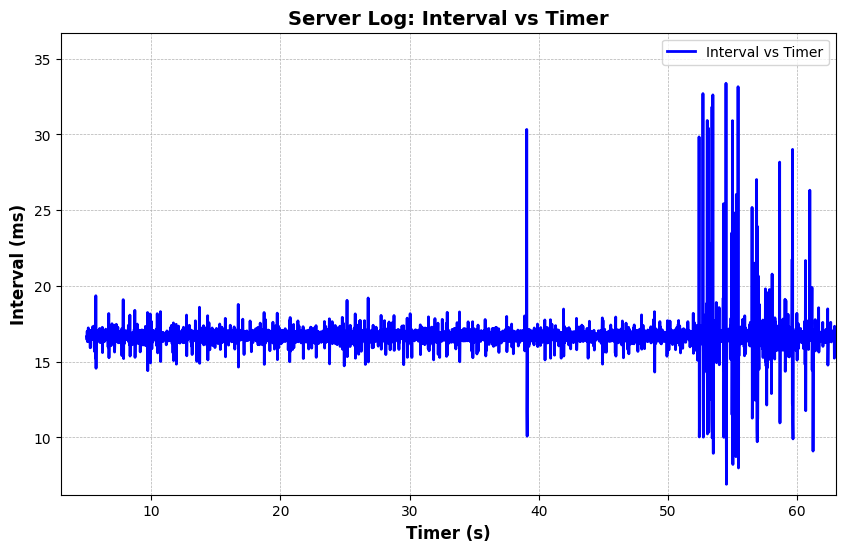 Server Log: Interval vs Timer
Interval vs Timer
Interval (ms)
35
30
25
20
15
10
10 20 30 40 50 60
Timer (s)